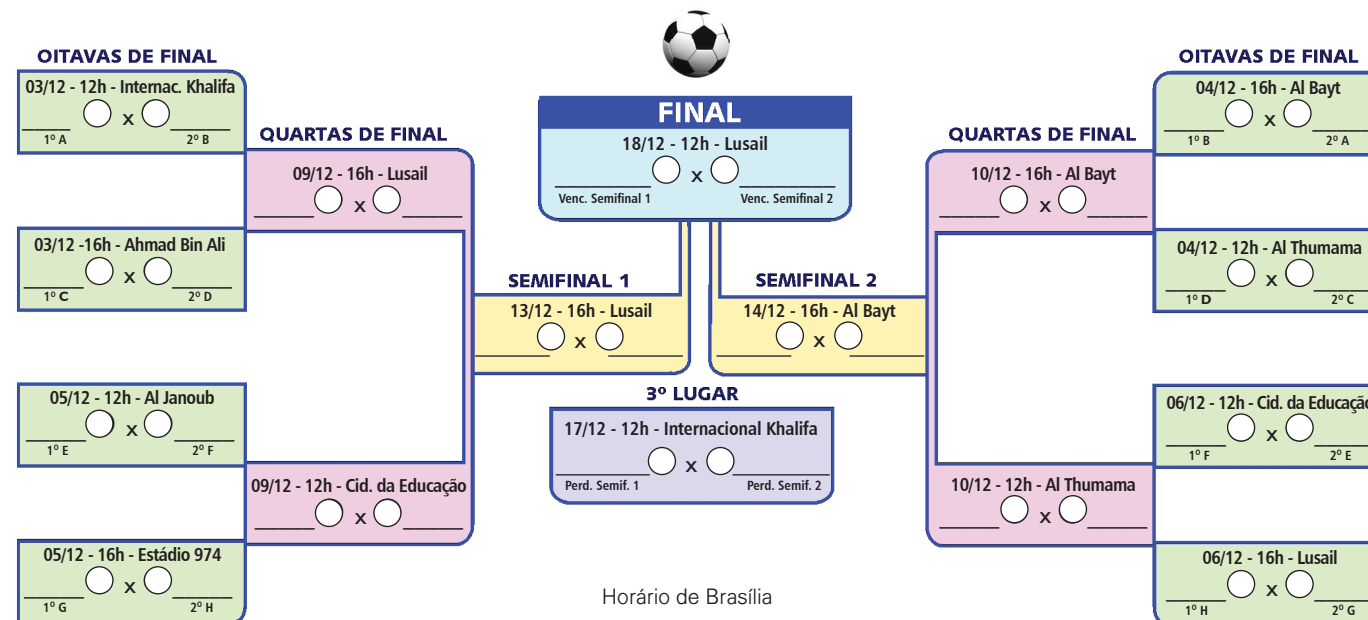 OITAVAS DE FINAL
03/12 - 12h - Internac. Khalifa
x
1º A 2º B
03/12 -16h - Ahmad Bin Ali
x
1º C 2º D
05/12 - 12h - Al Janoub
x
1º E 2º F
05/12 - 16h - Estádio 974
x
1º G 2º H
QUARTAS DE FINAL
09/12 - 16h - Lusail
x
09/12 - 12h - Cid. da Educação
x
SEMIFINAL 1
13/12 - 16h - Lusail
x
FINAL
18/12 - 12h - Lusail
x
Venc. Semifinal 1 Venc. Semifinal 2
SEMIFINAL 2
14/12 - 16h - Al Bayt
x
3º LUGAR
17/12 - 12h - Internacional Khalifa
x
Perd. Semif. 1 Perd. Semif. 2
Horário de Brasília
QUARTAS DE FINAL
10/12 - 16h - Al Bayt
x
10/12 - 12h - Al Thumama
x
OITAVAS DE FINAL
04/12 - 16h - Al Bayt
x
1º B 2º A
04/12 - 12h - Al Thumama
x
1º D 2º C
06/12 - 12h - Cid. da Educação
x
1º F 2º E
06/12 - 16h - Lusail
x
1º H 2º G